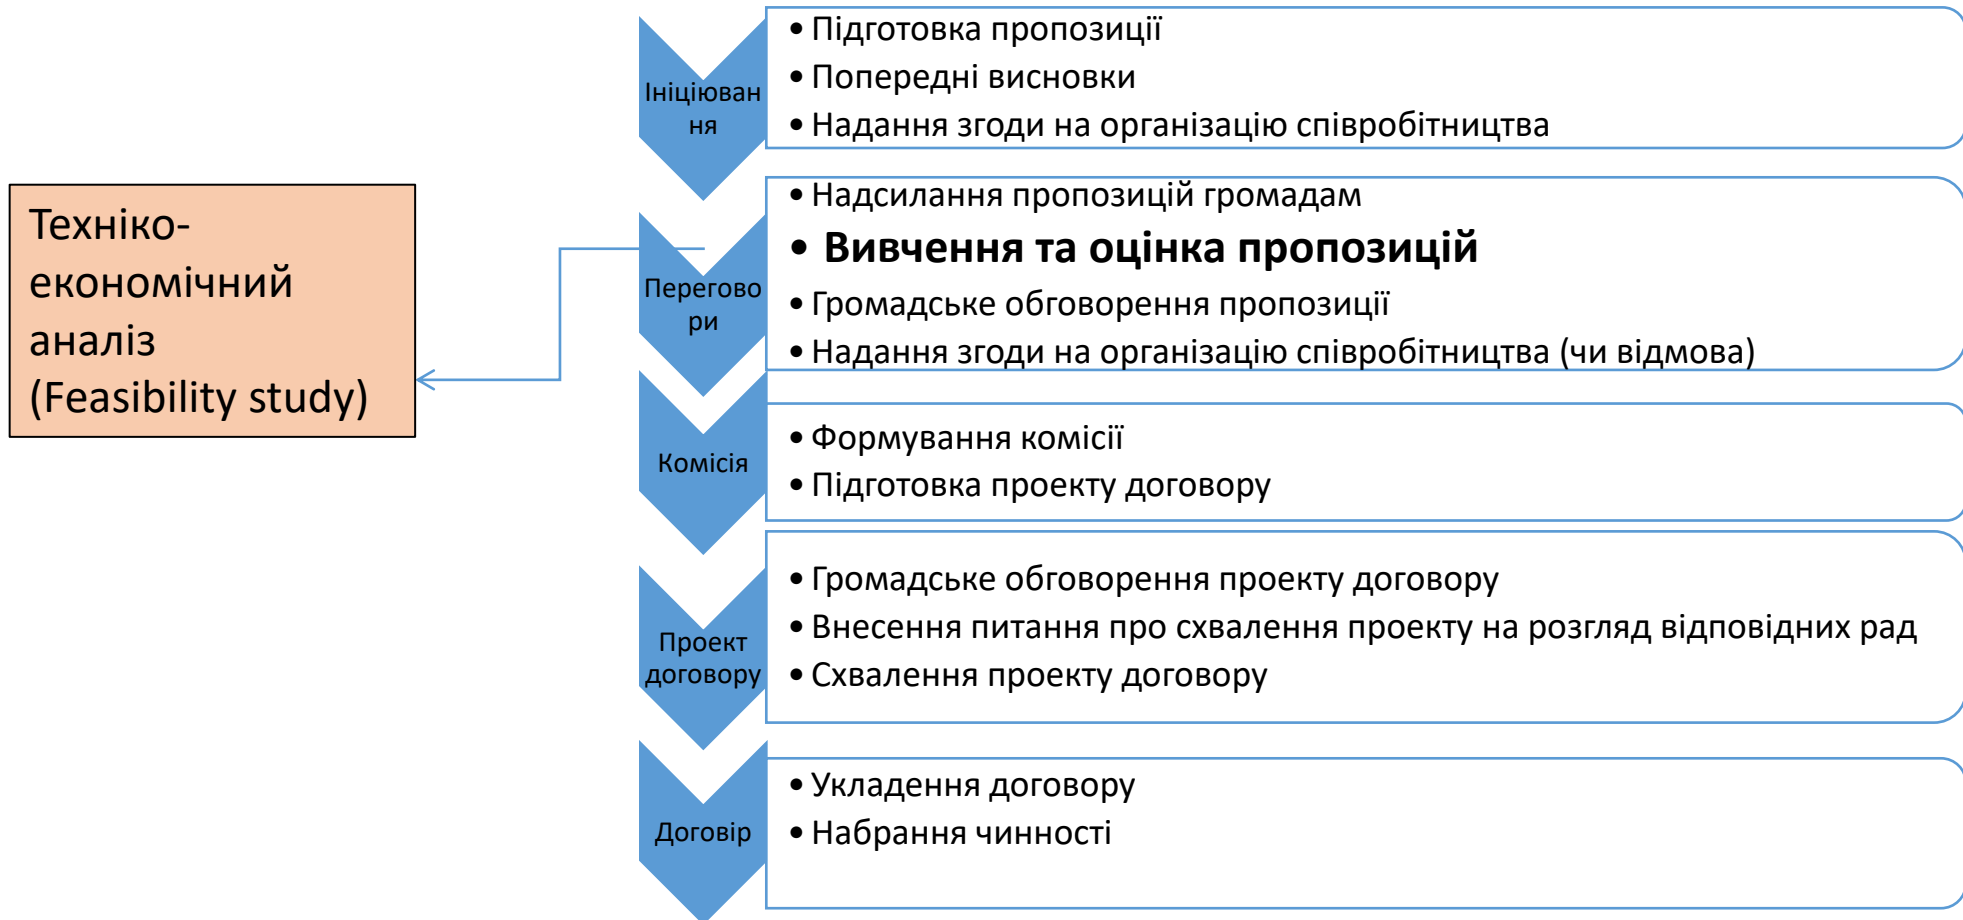 Ініціюван
ня
• Підготовка пропозиції
• Попередні висновки
• Надання згоди на організацію співробітництва
Техніко-
економічний
аналіз
(Feasibility study)
Перегово
ри
• Надсилання пропозицій громадам
• Вивчення та оцінка пропозицій
• Громадське обговорення пропозиції
• Надання згоди на організацію співробітництва (чи відмова)
Комісія
• Формування комісії
• Підготовка проекту договору
Проект
договору
• Громадське обговорення проекту договору
• Внесення питання про схвалення проекту на розгляд відповідних рад
• Схвалення проекту договору
Договір
• Укладення договору
• Набрання чинності